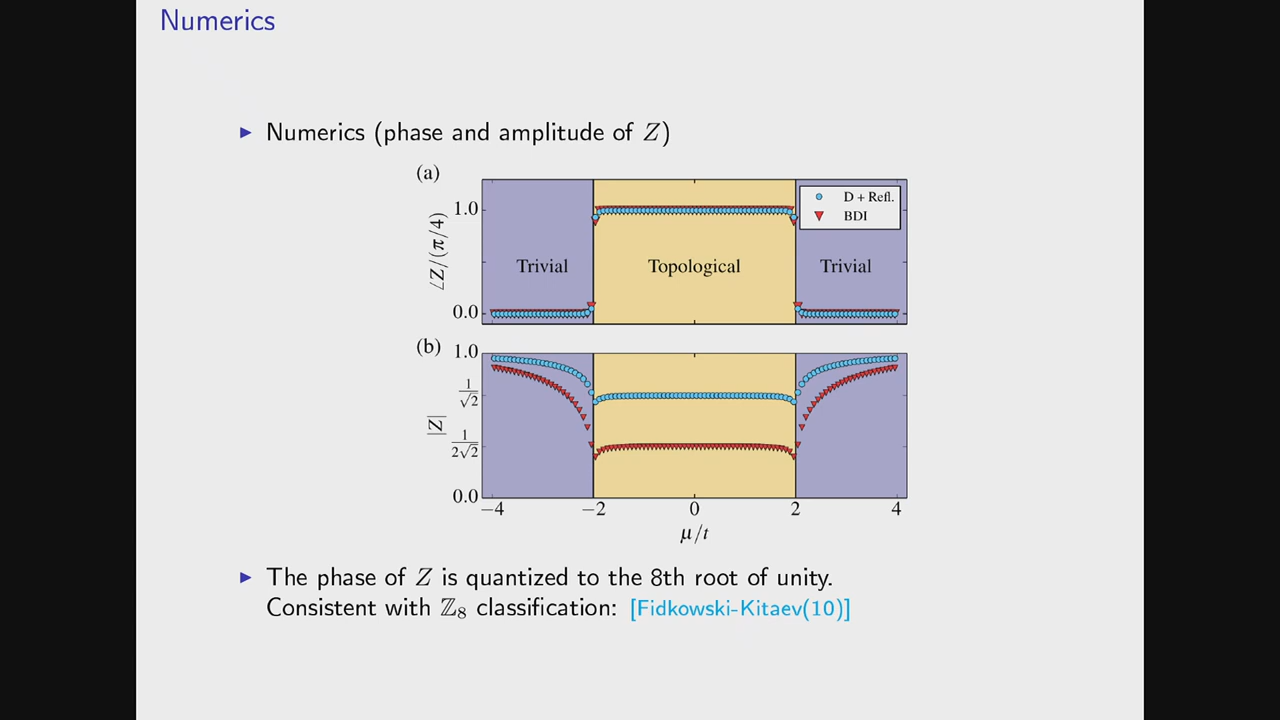 Numerics
▶ Numerics (phase and amplitude of Z)
(a)
∠Z/(π/4)
1.0
0.0
D + Refl.
BDI
Trivial
Topological
Trivial
(b)
|Z|
1.0
1/√2
1/2√2
0.0
−4 −2 0 2 4
μ/t
▶ The phase of Z is quantized to the 8th root of unity.
Consistent with ℤ₈ classification: [Fidkowski-Kitaev(10)]